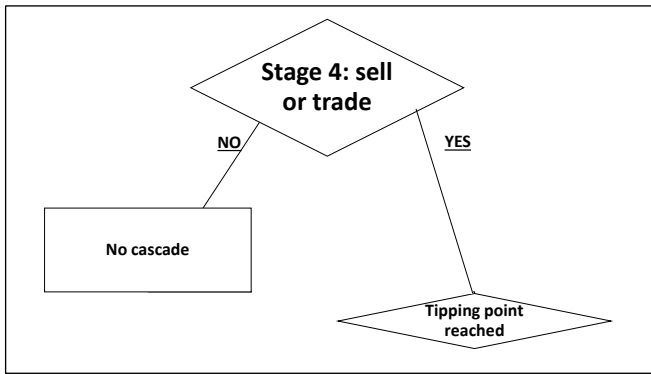 Stage 4: sell
or trade
NO
YES
No cascade
Tipping point
reached